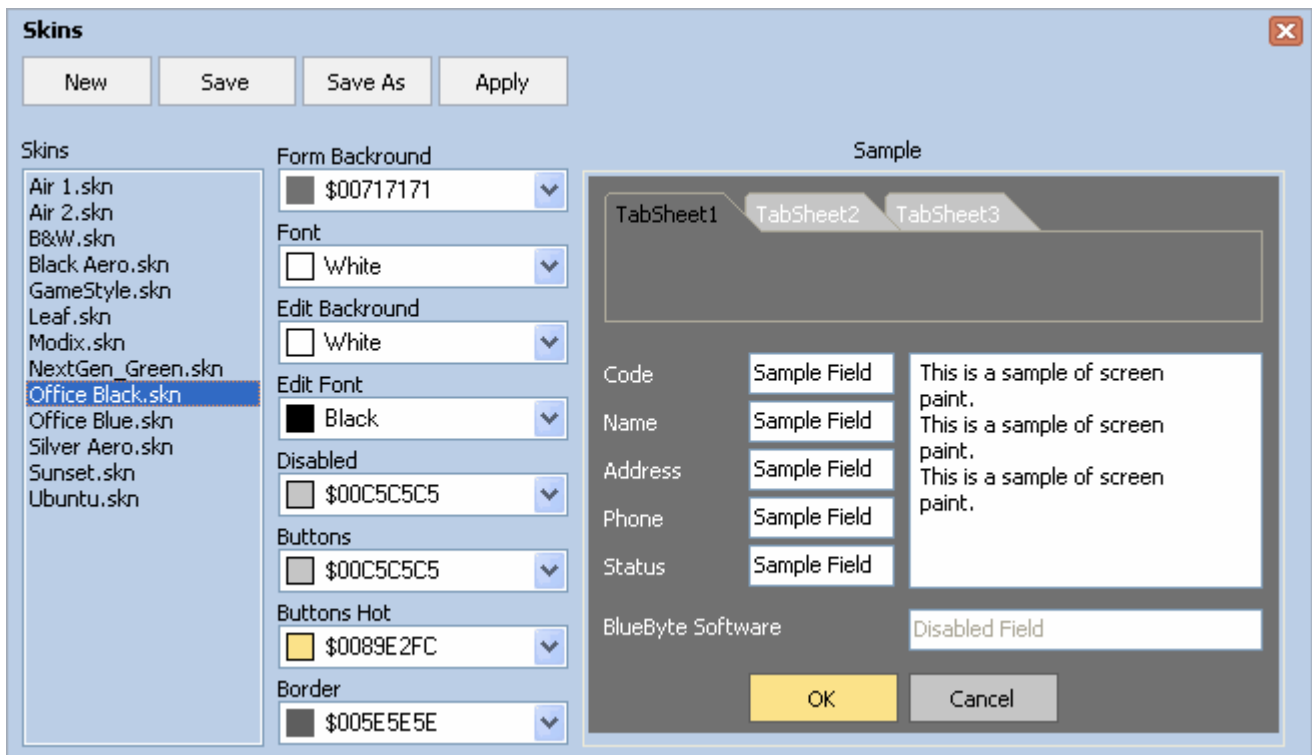 Skins
New
Save
Save As
Apply
Skins
Air 1.skn
Air 2.skn
B&W.skn
Black Aero.skn
GameStyle.skn
Leaf.skn
Modix.skn
NextGen_Green.skn
Office Black.skn
Office Blue.skn
Silver Aero.skn
Sunset.skn
Ubuntu.skn
Form Backround
$00717171
Font
White
Edit Backround
White
Edit Font
Black
Disabled
$00C5C5C5
Buttons
$00C5C5C5
Buttons Hot
$0089E2FC
Border
$005E5E5E
Sample
TabSheet1
TabSheet2
TabSheet3
Code
Sample Field
Name
Sample Field
Address
Sample Field
Phone
Sample Field
Status
Sample Field
This is a sample of screen
paint.
This is a sample of screen
paint.
This is a sample of screen
paint.
BlueByte Software
Disabled Field
OK
Cancel